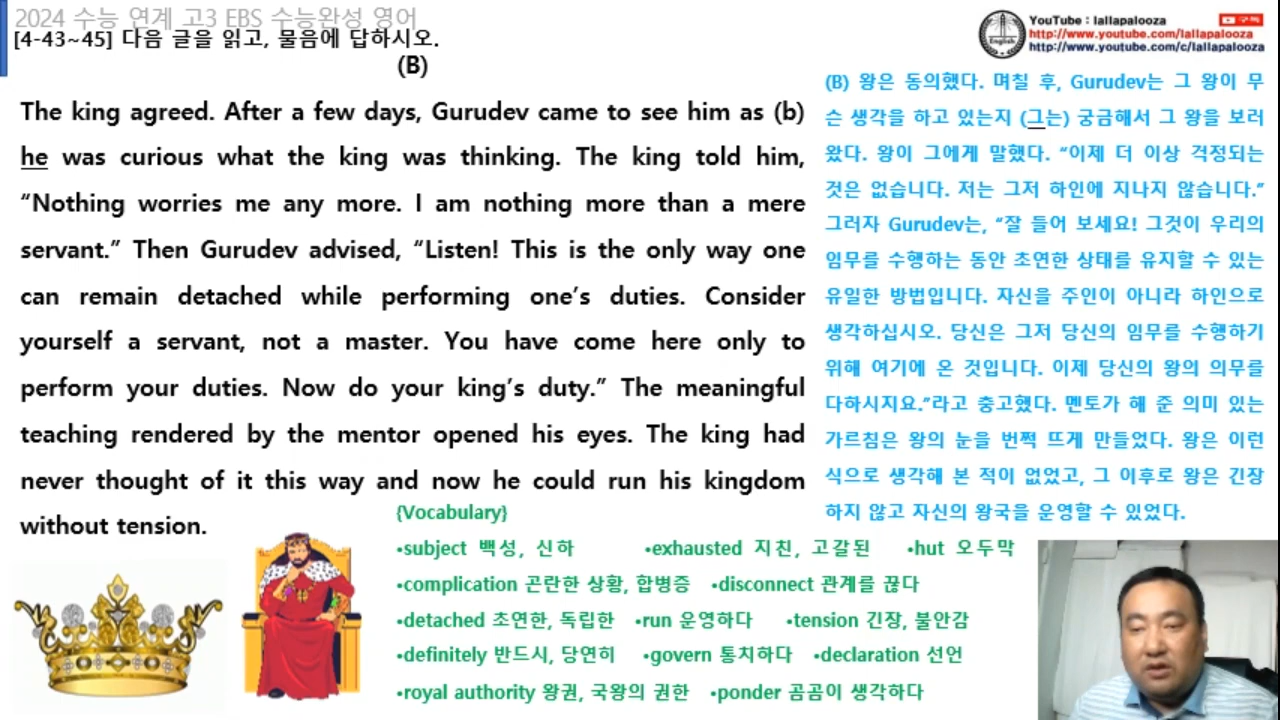 2024 수능 연계 고3 EBS 수능완성 영어
[4-43~45] 다음 글을 읽고, 물음에 답하시오.
(B)
The king agreed. After a few days, Gurudev came to see him as (b)
he was curious what the king was thinking. The king told him,
“Nothing worries me any more. I am nothing more than a mere
servant.” Then Gurudev advised, “Listen! This is the only way one
can remain detached while performing one’s duties. Consider
yourself a servant, not a master. You have come here only to
perform your duties. Now do your king’s duty.” The meaningful
teaching rendered by the mentor opened his eyes. The king had
never thought of it this way and now he could run his kingdom
without tension.
YouTube : lallapalooza
구독
http://www.youtube.com/lallapalooza
http://www.youtube.com/c/lallapalooza
English
(B) 왕은 동의했다. 며칠 후, Gurudev는 그 왕이 무
슨 생각을 하고 있는지 (그는) 궁금해서 그 왕을 보러
왔다. 왕이 그에게 말했다. “이제 더 이상 걱정되는
것은 없습니다. 저는 그저 하인에 지나지 않습니다.”
그러자 Gurudev는, “잘 들어 보세요! 그것이 우리의
임무를 수행하는 동안 초연한 상태를 유지할 수 있는
유일한 방법입니다. 자신을 주인이 아니라 하인으로
생각하십시오. 당신은 그저 당신의 임무를 수행하기
위해 여기에 온 것입니다. 이제 당신의 왕의 의무를
다하시지요.”라고 충고했다. 멘토가 해 준 의미 있는
가르침은 왕의 눈을 번쩍 뜨게 만들었다. 왕은 이런
식으로 생각해 본 적이 없었고, 그 이후로 왕은 긴장
하지 않고 자신의 왕국을 운영할 수 있었다.
{Vocabulary}
•subject 백성, 신하 •exhausted 지친, 고갈된 •hut 오두막
•complication 곤란한 상황, 합병증 •disconnect 관계를 끊다
•detached 초연한, 독립한 •run 운영하다 •tension 긴장, 불안감
•definitely 반드시, 당연히 •govern 통치하다 •declaration 선언
•royal authority 왕권, 국왕의 권한 •ponder 곰곰이 생각하다